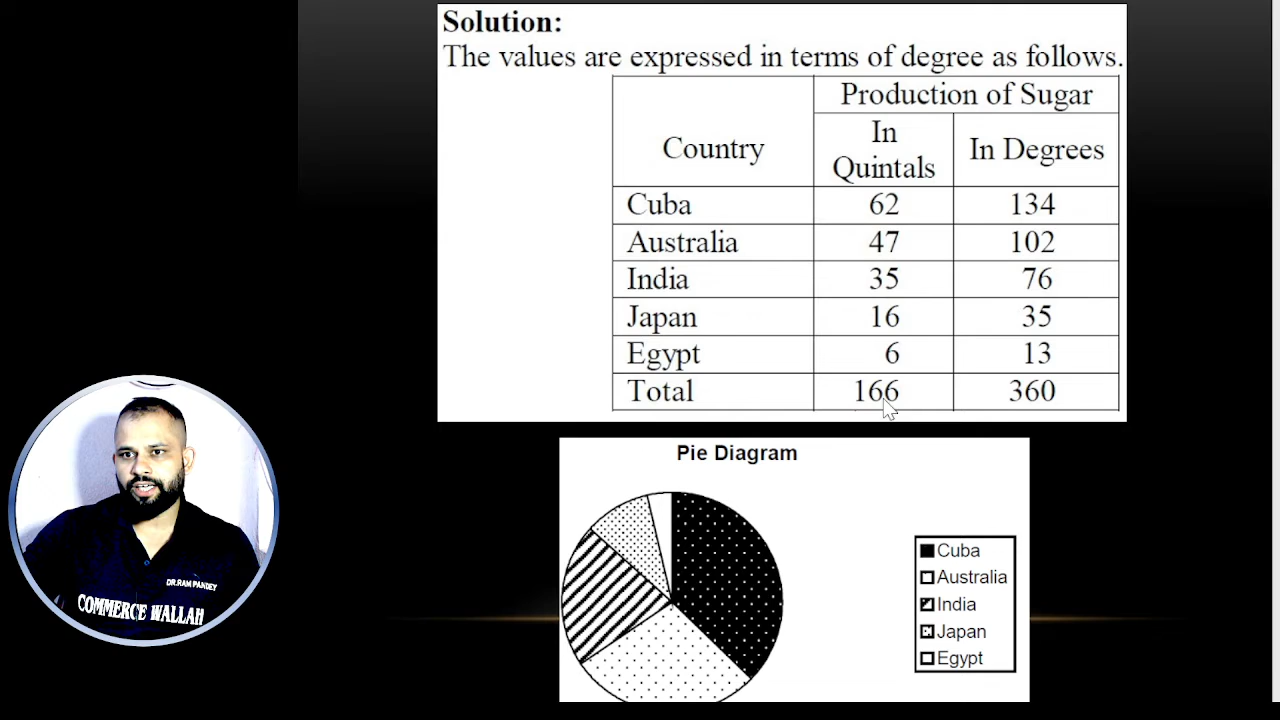 Solution:
The values are expressed in terms of degree as follows.
Production of Sugar
Country
In Quintals
In Degrees
Cuba 62 134
Australia 47 102
India 35 76
Japan 16 35
Egypt 6 13
Total 166 360
Pie Diagram
Cuba
Australia
India
Japan
Egypt
DR.RAM PANDEY
COMMERCE WALLAH